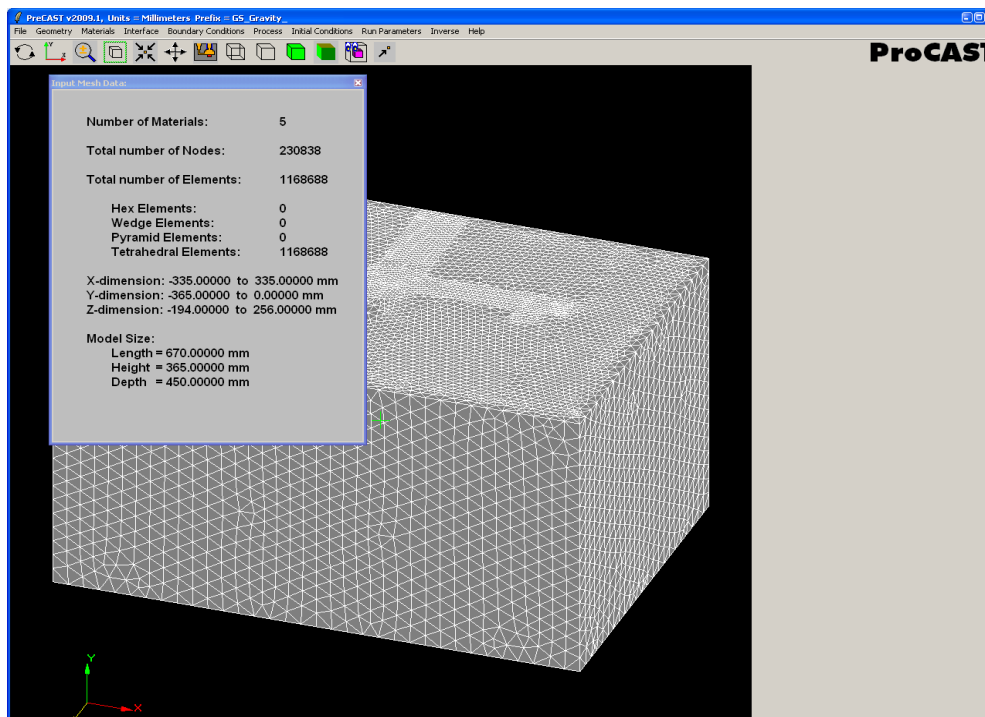 PreCAST v2009.1, Units = Millimeters Prefix = GS_Gravity_
File Geometry Materials Interface Boundary Conditions Process Initial Conditions Run Parameters Inverse Help
ProCAST
Input Mesh Data:
Number of Materials: 5
Total number of Nodes: 230838
Total number of Elements: 1168688
Hex Elements: 0
Wedge Elements: 0
Pyramid Elements: 0
Tetrahedral Elements: 1168688
X-dimension: -335.00000 to 335.00000 mm
Y-dimension: -365.00000 to 0.00000 mm
Z-dimension: -194.00000 to 256.00000 mm
Model Size:
Length = 670.00000 mm
Height = 365.00000 mm
Depth = 450.00000 mm
Y
X